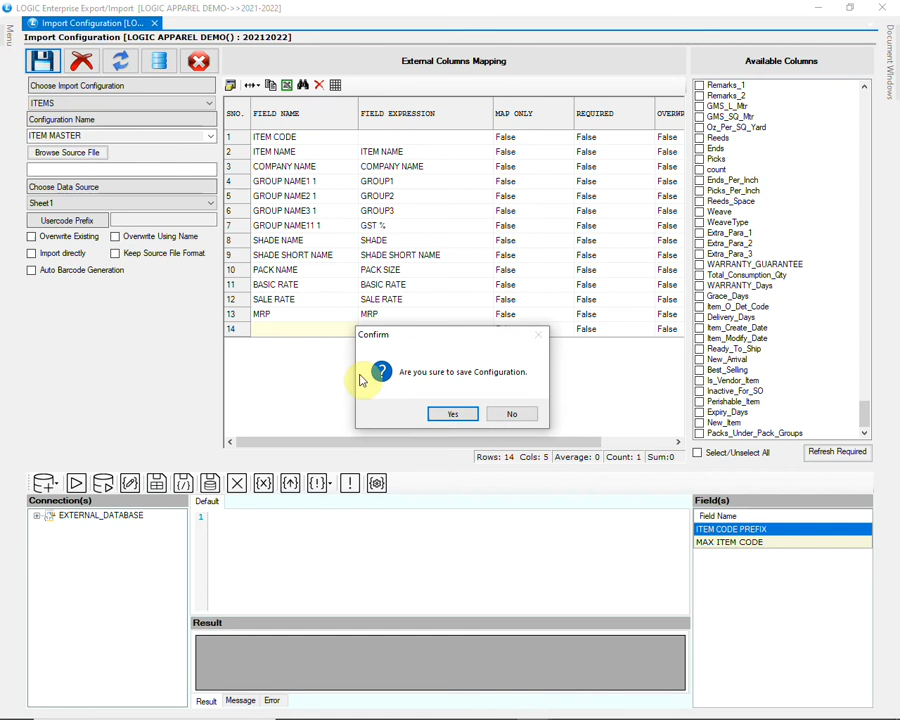 LOGIC Enterprise Export/Import [LOGIC APPAREL DEMO->>2021-2022]
Menu
Import Configuration [LO...
Document Windows
Import Configuration [LOGIC APPAREL DEMO() : 20212022]
External Columns Mapping
Available Columns
Choose Import Configuration
ITEMS
Configuration Name
ITEM MASTER
Browse Source File
Choose Data Source
Sheet1
Usercode Prefix
Overwrite Existing
Overwrite Using Name
Import directly
Keep Source File Format
Auto Barcode Generation
SNO. FIELD NAME FIELD EXPRESSION MAP ONLY REQUIRED OVERWR
1 ITEM CODE False False False
2 ITEM NAME ITEM NAME False False False
3 COMPANY NAME COMPANY NAME False False False
4 GROUP NAME1 1 GROUP1 False False False
5 GROUP NAME2 1 GROUP2 False False False
6 GROUP NAME3 1 GROUP3 False False False
7 GROUP NAME11 1 GST % False False False
8 SHADE NAME SHADE False False False
9 SHADE SHORT NAME SHADE SHORT NAME False False False
10 PACK NAME PACK SIZE False False False
11 BASIC RATE BASIC RATE False False False
12 SALE RATE SALE RATE False False False
13 MRP MRP False False False
14 False False
Confirm
Are you sure to save Configuration.
Yes
No
Rows: 14 Cols: 5 Average: 0 Count: 1 Sum:0
Remarks_1
Remarks_2
GMS_L_Mtr
GMS_SQ_Mtr
Oz_Per_SQ_Yard
Reeds
Ends
Picks
count
Ends_Per_Inch
Picks_Per_Inch
Reeds_Space
Weave
WeaveType
Extra_Para_1
Extra_Para_2
Extra_Para_3
WARRANTY_GUARANTEE
Total_Consumption_Qty
WARRANTY_Days
Grace_Days
Item_O_Det_Code
Delivery_Days
Item_Create_Date
Item_Modify_Date
Ready_To_Ship
New_Arrival
Best_Selling
Is_Vendor_Item
Inactive_For_SO
Perishable_Item
Expiry_Days
New_Item
Packs_Under_Pack_Groups
Select/Unselect All
Refresh Required
Connection(s)
EXTERNAL_DATABASE
Default
1
Result
Result
Message
Error
Field(s)
Field Name
ITEM CODE PREFIX
MAX ITEM CODE